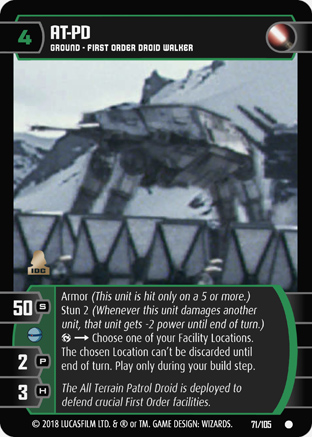 4
AT-PD
GROUND - FIRST ORDER DROID WALKER
IDC
50 S
2 P
3 H
Armor (This unit is hit only on a 5 or more.)
Stun 2 (Whenever this unit damages another
unit, that unit gets -2 power until end of turn.)
→ Choose one of your Facility Locations.
The chosen Location can't be discarded until
end of turn. Play only during your build step.
The All Terrain Patrol Droid is deployed to
defend crucial First Order facilities.
© 2018 LUCASFILM LTD. & ® or TM. GAME DESIGN: WIZARDS. 71/105